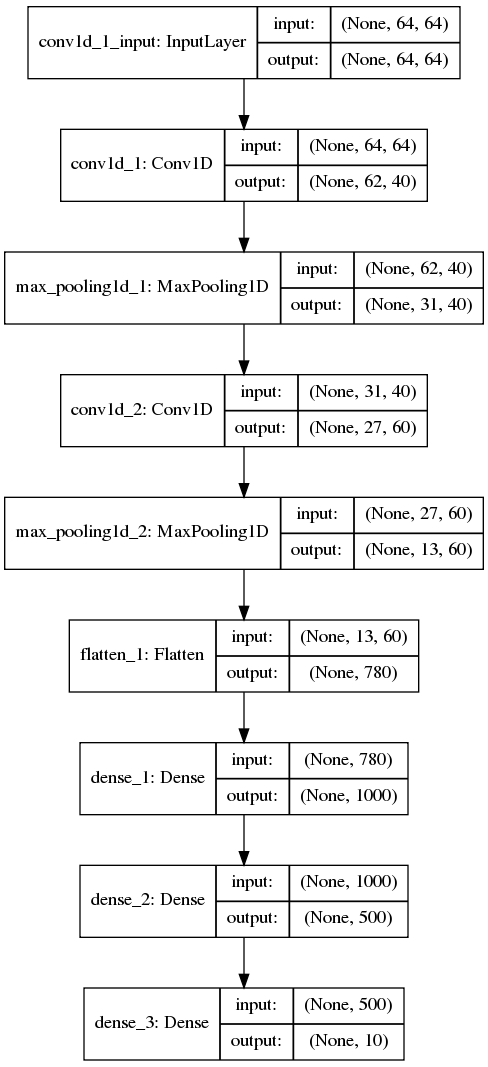 conv1d_1_input: InputLayer
input: (None, 64, 64)
output: (None, 64, 64)
conv1d_1: Conv1D
input: (None, 64, 64)
output: (None, 62, 40)
max_pooling1d_1: MaxPooling1D
input: (None, 62, 40)
output: (None, 31, 40)
conv1d_2: Conv1D
input: (None, 31, 40)
output: (None, 27, 60)
max_pooling1d_2: MaxPooling1D
input: (None, 27, 60)
output: (None, 13, 60)
flatten_1: Flatten
input: (None, 13, 60)
output: (None, 780)
dense_1: Dense
input: (None, 780)
output: (None, 1000)
dense_2: Dense
input: (None, 1000)
output: (None, 500)
dense_3: Dense
input: (None, 500)
output: (None, 10)